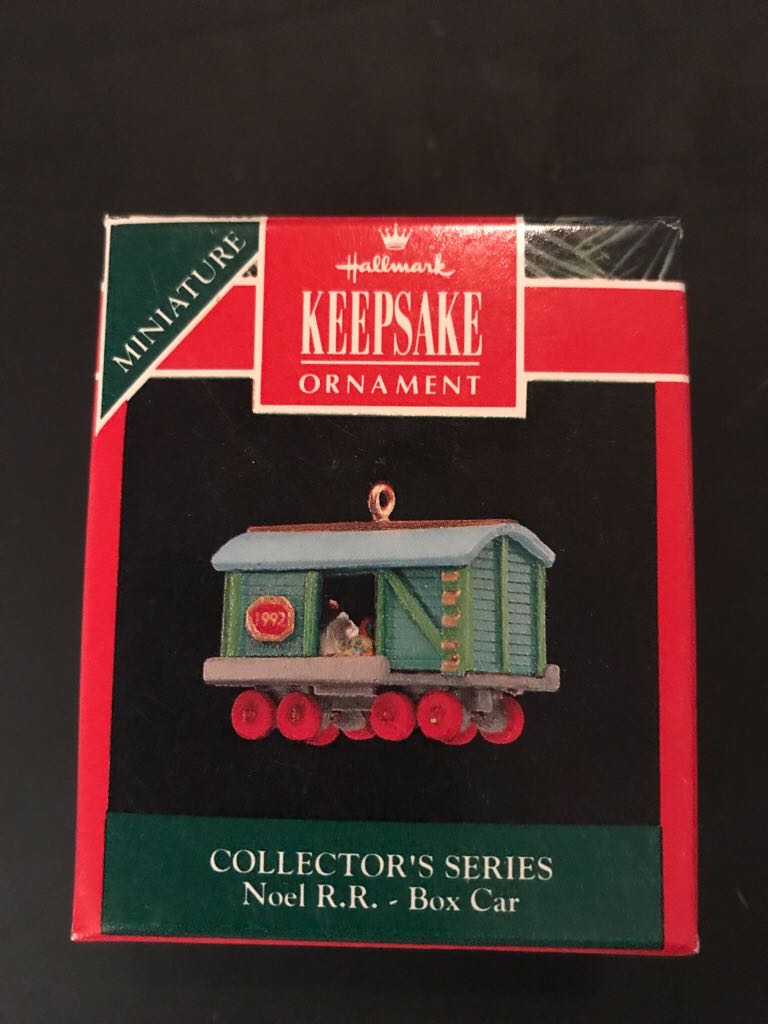 MINIATURE
Hallmark
KEEPSAKE
ORNAMENT
1992
COLLECTOR'S SERIES
Noel R.R. - Box Car